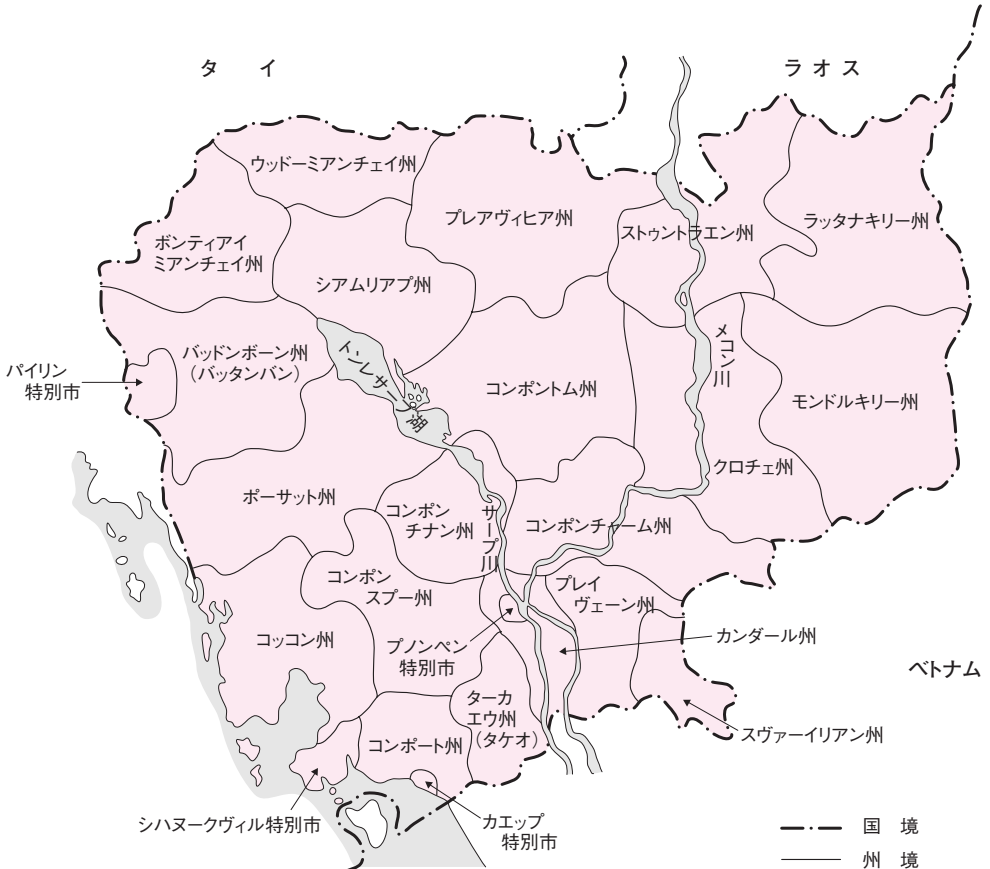 タイ
ラオス
ウッドーミアンチェイ州
プレアヴィヒア州
ストゥントラエン州
ラッタナキリー州
ボンティアイ
ミアンチェイ州
シアムリアプ州
バッドンボーン州
（バッタンバン）
パイリン
特別市
トンレサープ湖
コンポントム州
メコン川
モンドルキリー州
クロチェ州
ポーサット州
コンポン
チナン州
サープ川
コンポンチャーム州
コンポン
スプー州
プレイ
ヴェーン州
コッコン州
プノンペン
特別市
カンダール州
ベトナム
ターカ
エウ州
（タケオ）
スヴァーイリアン州
コンポート州
シハヌークヴィル特別市
カエップ
特別市
国境
州境